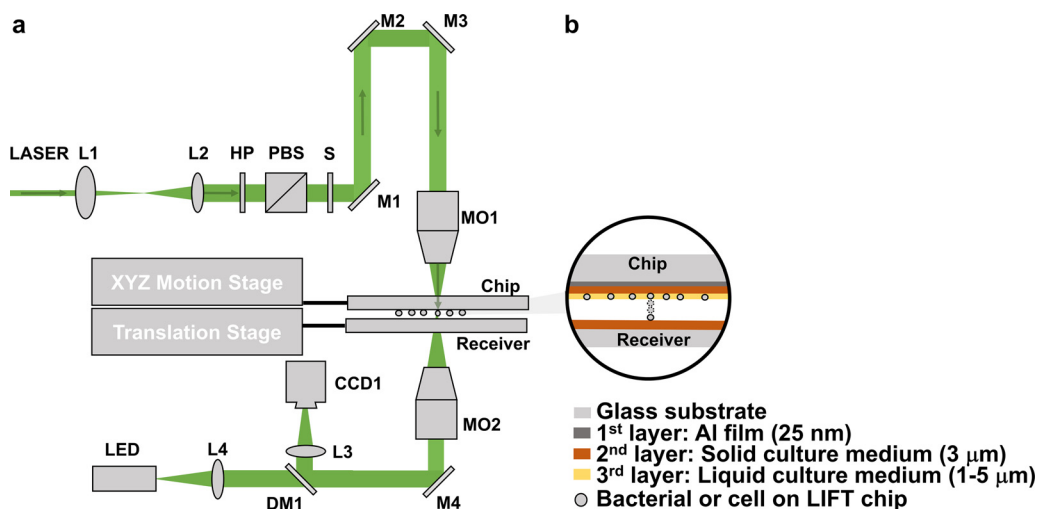 a
b
M2
M3
LASER
L1
L2
HP
PBS
S
M1
MO1
XYZ Motion Stage
Chip
Translation Stage
Receiver
CCD1
MO2
LED
L4
L3
DM1
M4
Chip
Receiver
Glass substrate
1st layer: Al film (25 nm)
2nd layer: Solid culture medium (3 μm)
3rd layer: Liquid culture medium (1-5 μm)
Bacterial or cell on LIFT chip